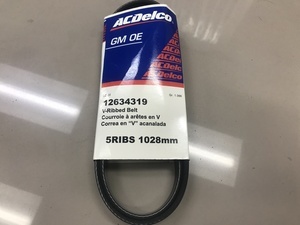 ACDelco
GM OE
12634319
V-Ribbed Belt
Courroie à arêtes en V
Correa en "V" acanalada
5RIBS 1028mm